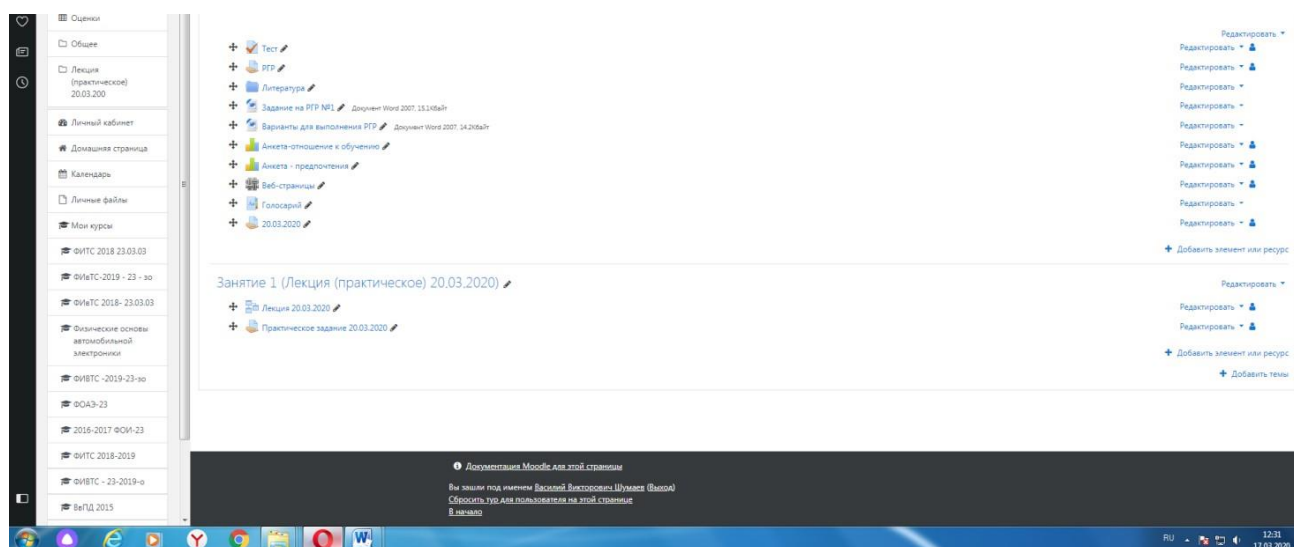 Оценки
Общее
Лекция
(практическое)
20.03.200
Личный кабинет
Домашняя страница
Календарь
Личные файлы
Мои курсы
ФИТС 2018 23.03.03
ФИвТС-2019 - 23 - зо
ФИвТС 2018- 23.03.03
Физические основы
автомобильной
электроники
ФИВТС -2019-23-зо
ФОАЭ-23
2016-2017 ФОИ-23
ФИТС 2018-2019
ФИВТС - 23-2019-о
ВеПД 2015
Редактировать
Тест Редактировать
РГР Редактировать
Литература Редактировать
Задание на РГР №1 Документ Word 2007, 15.1Кбайт Редактировать
Варианты для выполнения РГР Документ Word 2007, 14.2Кбайт Редактировать
Анкета-отношение к обучению Редактировать
Анкета - предпочтения Редактировать
Веб-страницы Редактировать
Голосарий Редактировать
20.03.2020 Редактировать
Добавить элемент или ресурс
Занятие 1 (Лекция (практическое) 20.03.2020) Редактировать
Лекция 20.03.2020 Редактировать
Практическое задание 20.03.2020 Редактировать
Добавить элемент или ресурс
Добавить темы
Документация Moodle для этой страницы
Вы зашли под именем Василий Викторович Шумаев (Выход)
Сбросить тур для пользователя на этой странице
В начало
RU 12:31
17.03.2020